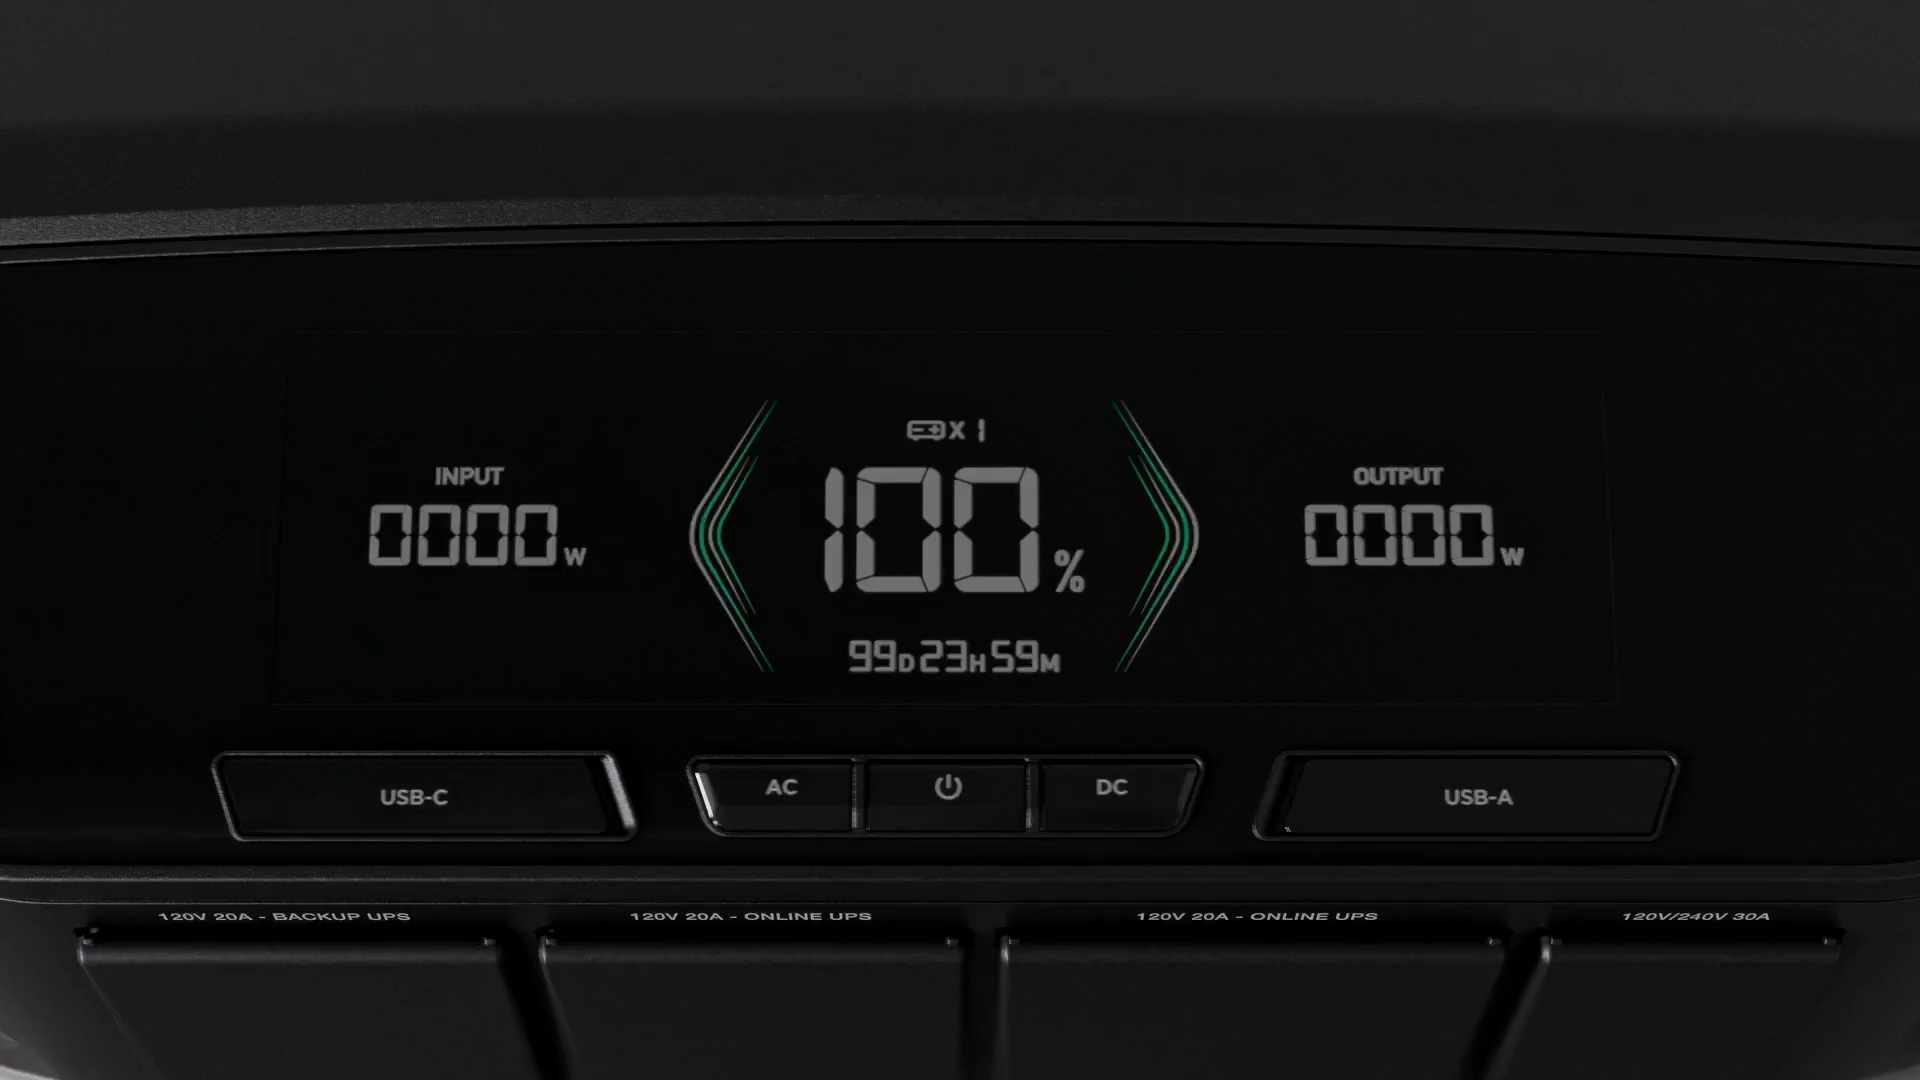 X 1
INPUT
0000W
100%
OUTPUT
0000W
99D23H59M
USB-C
AC
DC
USB-A
120V 20A - BACKUP UPS
120V 20A - ONLINE UPS
120V 20A - ONLINE UPS
120V/240V 30A